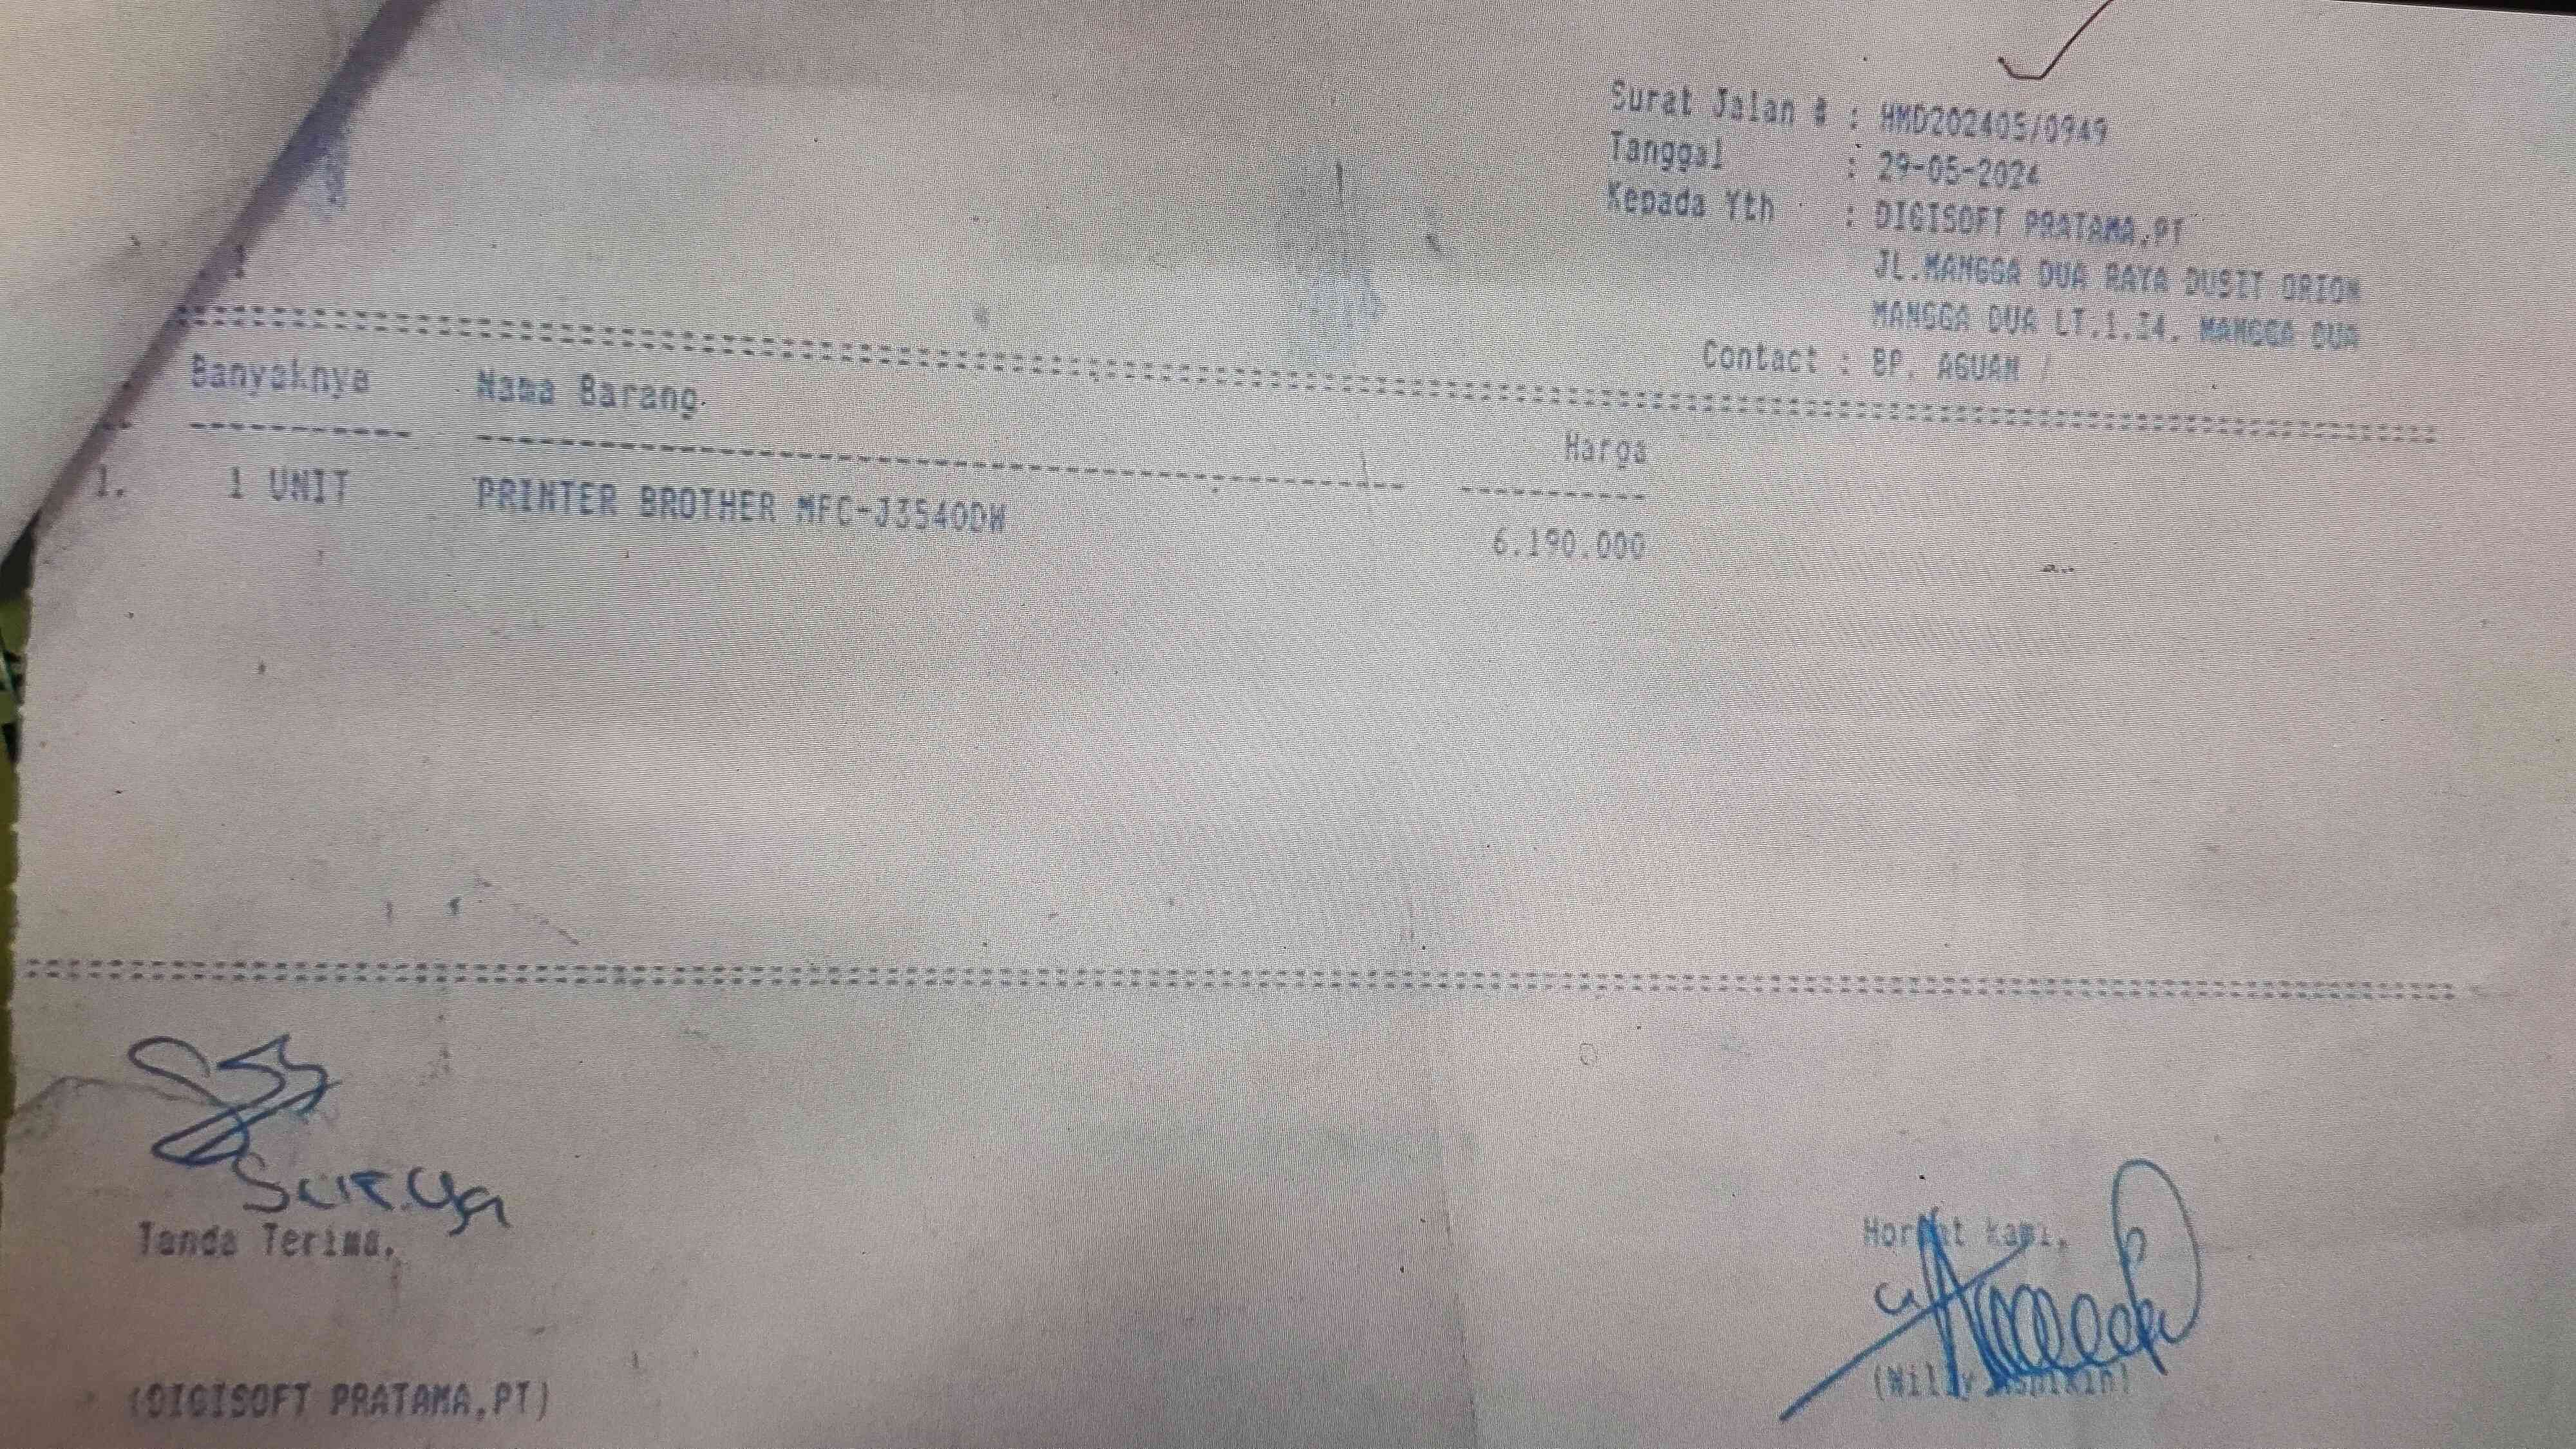 Surat Jalan # : HMD202405/0949
Tanggal : 29-05-2024
Kepada Yth : DIGISOFT PRATAMA,PT
JL.MANGGA DUA RAYA DUSIT ORION
MANGGA DUA LT.1.I4. MANGGA DUA
Contact : BP. AGUAN /
Banyaknya Nama Barang Harga
1. 1 UNIT PRINTER BROTHER MFC-J3540DW 6.190.000
Surya
Tanda Terima, Hormat kami,
(DIGISOFT PRATAMA,PT) (Willy